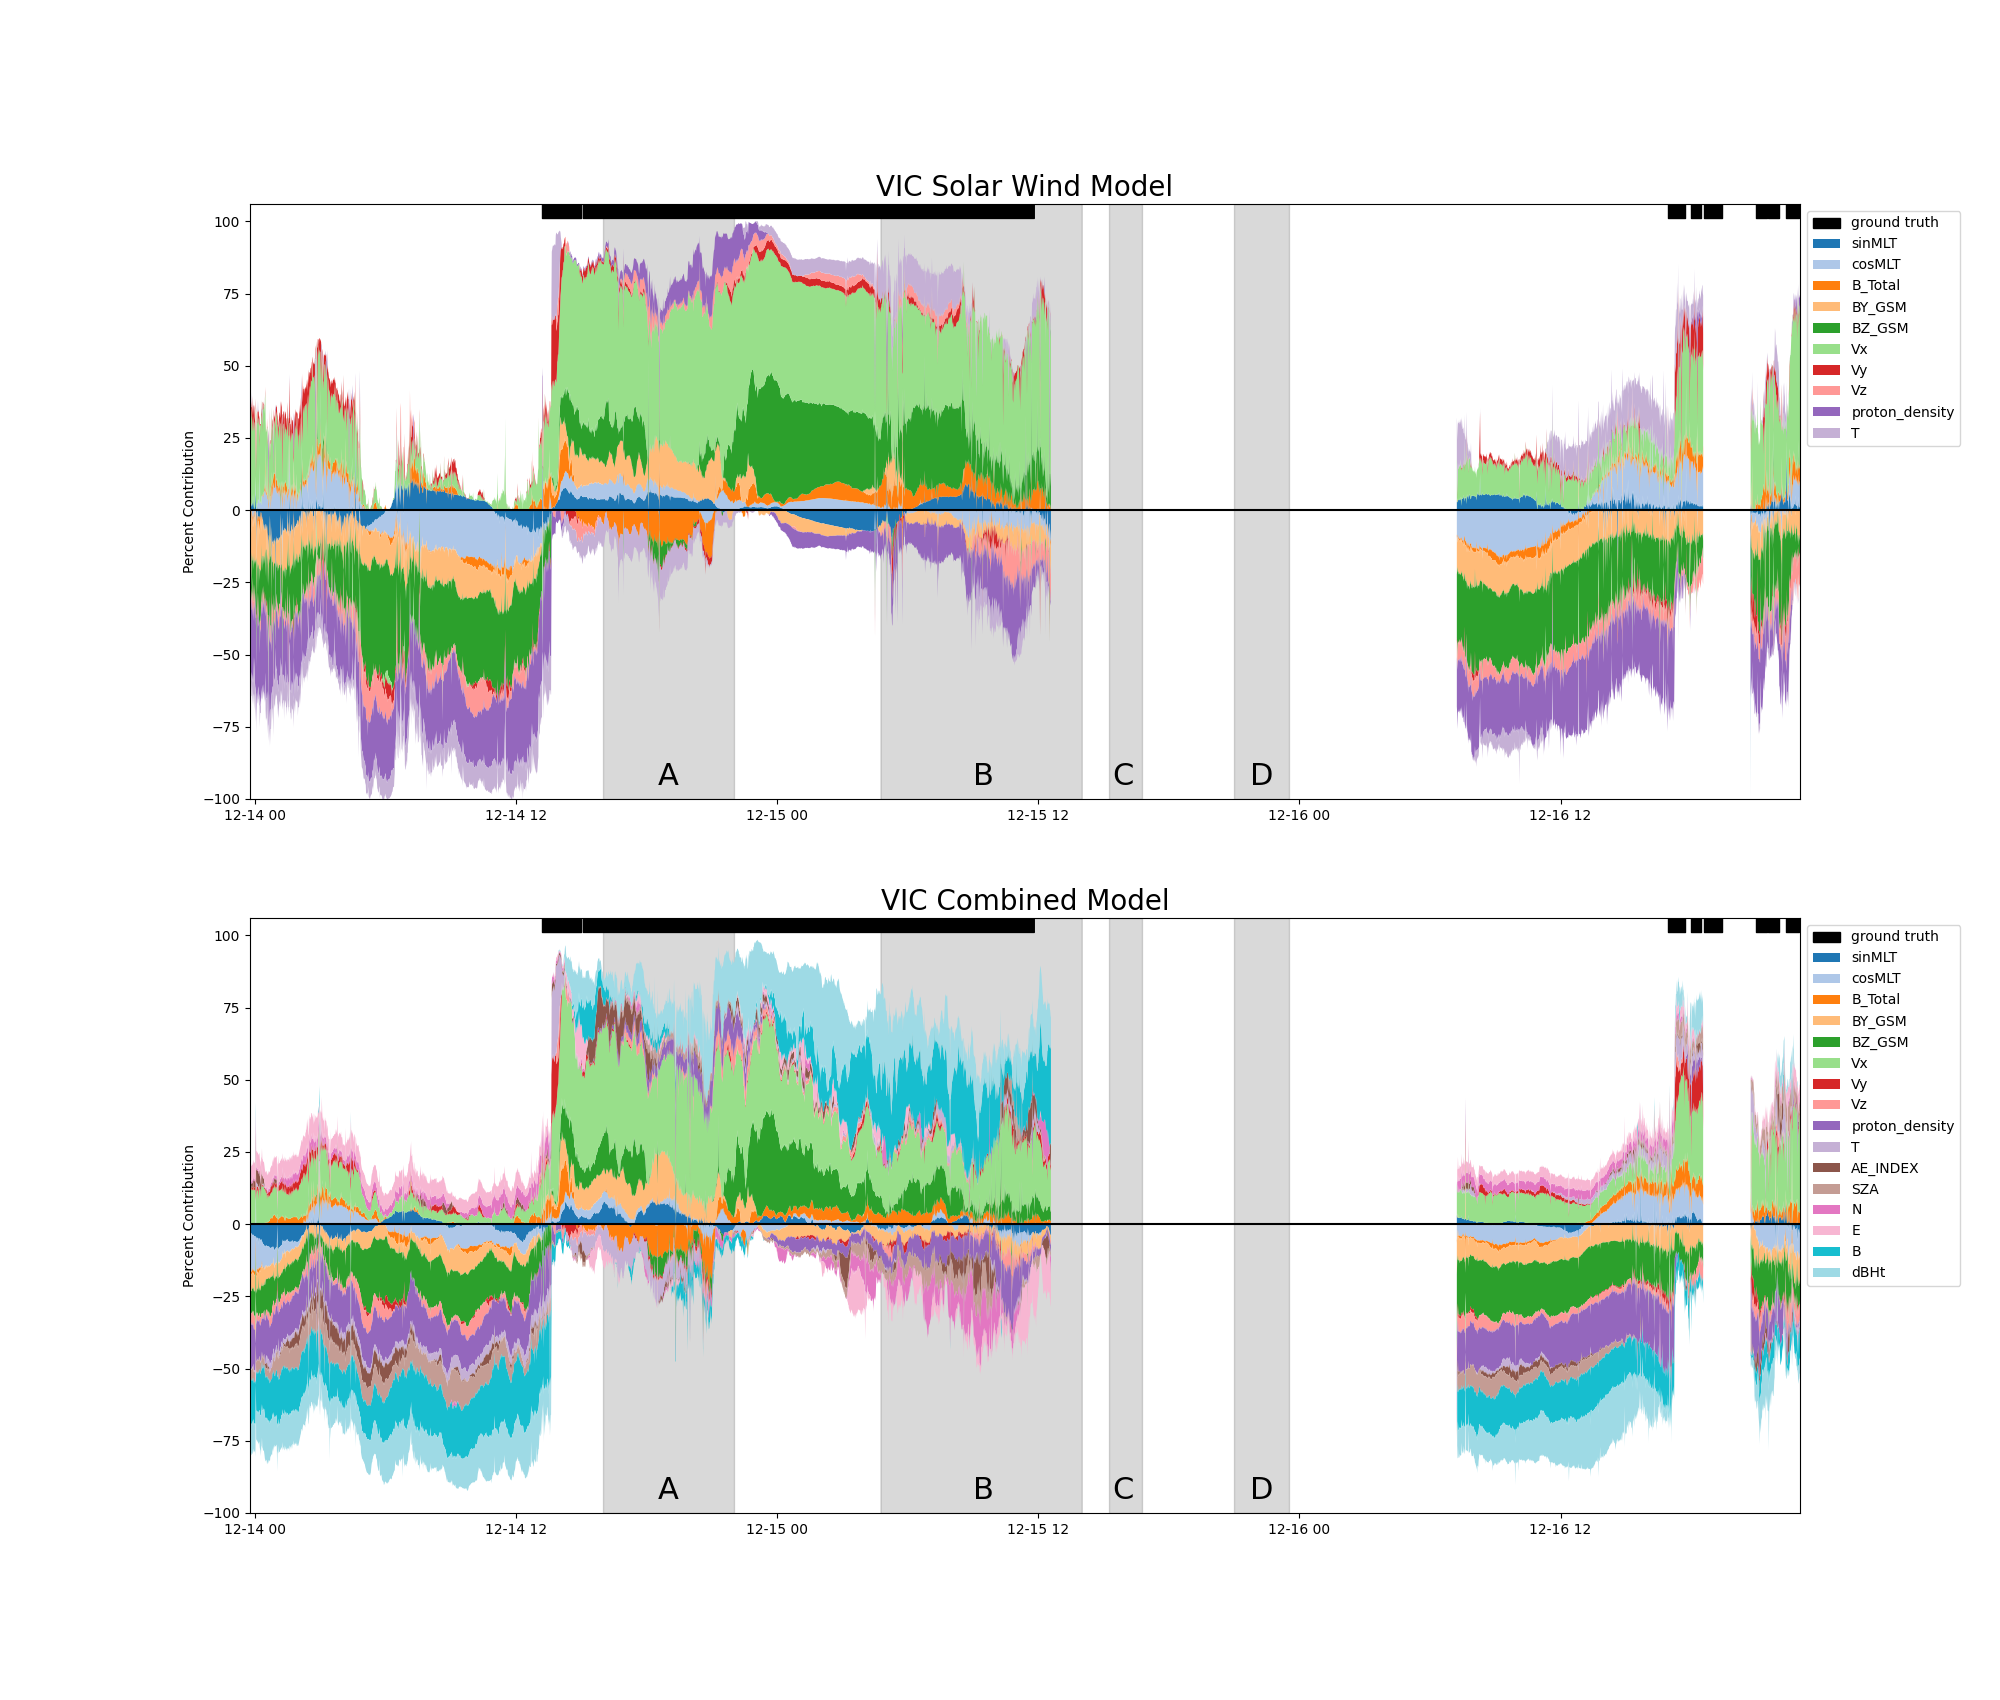 VIC Solar Wind Model
100
75
50
25
0
−25
−50
−75
−100
Percent Contribution
A
B
C
D
12-14 00
12-14 12
12-15 00
12-15 12
12-16 00
12-16 12
ground truth
sinMLT
cosMLT
B_Total
BY_GSM
BZ_GSM
Vx
Vy
Vz
proton_density
T
VIC Combined Model
100
75
50
25
0
−25
−50
−75
−100
Percent Contribution
A
B
C
D
12-14 00
12-14 12
12-15 00
12-15 12
12-16 00
12-16 12
ground truth
sinMLT
cosMLT
B_Total
BY_GSM
BZ_GSM
Vx
Vy
Vz
proton_density
T
AE_INDEX
SZA
N
E
B
dBHt